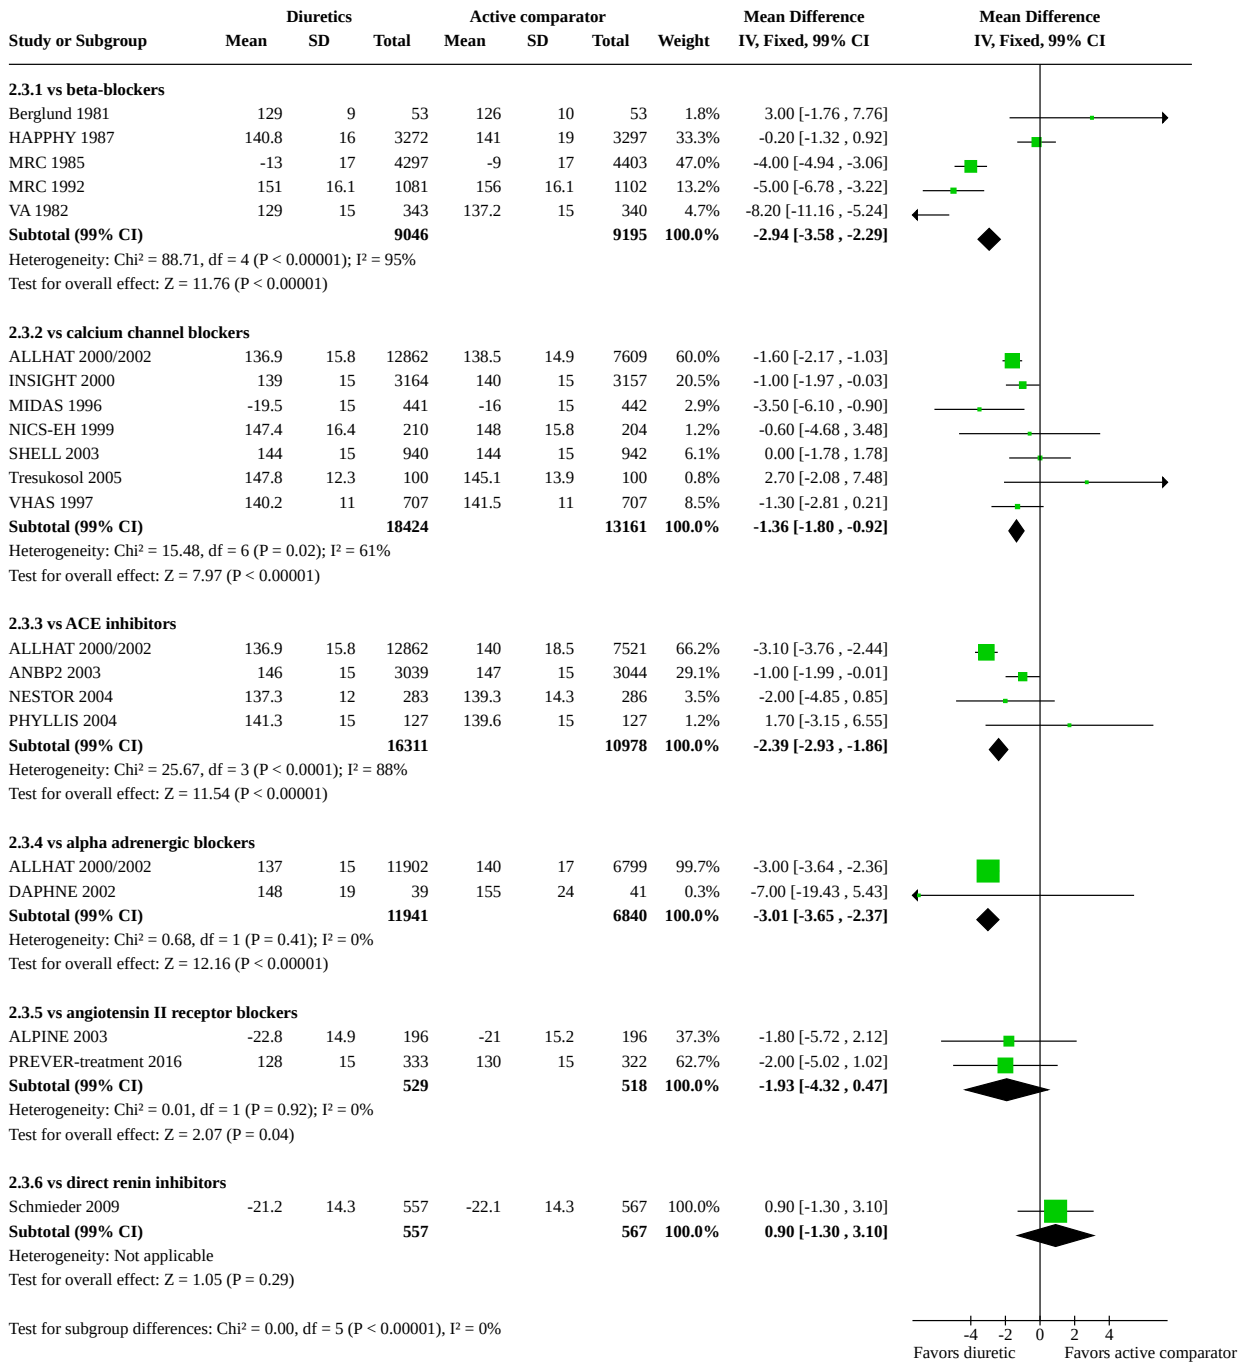 Diuretics Active comparator Mean Difference Mean Difference
Study or Subgroup Mean SD Total Mean SD Total Weight IV, Fixed, 99% CI IV, Fixed, 99% CI
2.3.1 vs beta-blockers
Berglund 1981 129 9 53 126 10 53 1.8% 3.00 [-1.76 , 7.76]
HAPPHY 1987 140.8 16 3272 141 19 3297 33.3% -0.20 [-1.32 , 0.92]
MRC 1985 -13 17 4297 -9 17 4403 47.0% -4.00 [-4.94 , -3.06]
MRC 1992 151 16.1 1081 156 16.1 1102 13.2% -5.00 [-6.78 , -3.22]
VA 1982 129 15 343 137.2 15 340 4.7% -8.20 [-11.16 , -5.24]
Subtotal (99% CI) 9046 9195 100.0% -2.94 [-3.58 , -2.29]
Heterogeneity: Chi² = 88.71, df = 4 (P < 0.00001); I² = 95%
Test for overall effect: Z = 11.76 (P < 0.00001)
2.3.2 vs calcium channel blockers
ALLHAT 2000/2002 136.9 15.8 12862 138.5 14.9 7609 60.0% -1.60 [-2.17 , -1.03]
INSIGHT 2000 139 15 3164 140 15 3157 20.5% -1.00 [-1.97 , -0.03]
MIDAS 1996 -19.5 15 441 -16 15 442 2.9% -3.50 [-6.10 , -0.90]
NICS-EH 1999 147.4 16.4 210 148 15.8 204 1.2% -0.60 [-4.68 , 3.48]
SHELL 2003 144 15 940 144 15 942 6.1% 0.00 [-1.78 , 1.78]
Tresukosol 2005 147.8 12.3 100 145.1 13.9 100 0.8% 2.70 [-2.08 , 7.48]
VHAS 1997 140.2 11 707 141.5 11 707 8.5% -1.30 [-2.81 , 0.21]
Subtotal (99% CI) 18424 13161 100.0% -1.36 [-1.80 , -0.92]
Heterogeneity: Chi² = 15.48, df = 6 (P = 0.02); I² = 61%
Test for overall effect: Z = 7.97 (P < 0.00001)
2.3.3 vs ACE inhibitors
ALLHAT 2000/2002 136.9 15.8 12862 140 18.5 7521 66.2% -3.10 [-3.76 , -2.44]
ANBP2 2003 146 15 3039 147 15 3044 29.1% -1.00 [-1.99 , -0.01]
NESTOR 2004 137.3 12 283 139.3 14.3 286 3.5% -2.00 [-4.85 , 0.85]
PHYLLIS 2004 141.3 15 127 139.6 15 127 1.2% 1.70 [-3.15 , 6.55]
Subtotal (99% CI) 16311 10978 100.0% -2.39 [-2.93 , -1.86]
Heterogeneity: Chi² = 25.67, df = 3 (P < 0.0001); I² = 88%
Test for overall effect: Z = 11.54 (P < 0.00001)
2.3.4 vs alpha adrenergic blockers
ALLHAT 2000/2002 137 15 11902 140 17 6799 99.7% -3.00 [-3.64 , -2.36]
DAPHNE 2002 148 19 39 155 24 41 0.3% -7.00 [-19.43 , 5.43]
Subtotal (99% CI) 11941 6840 100.0% -3.01 [-3.65 , -2.37]
Heterogeneity: Chi² = 0.68, df = 1 (P = 0.41); I² = 0%
Test for overall effect: Z = 12.16 (P < 0.00001)
2.3.5 vs angiotensin II receptor blockers
ALPINE 2003 -22.8 14.9 196 -21 15.2 196 37.3% -1.80 [-5.72 , 2.12]
PREVER-treatment 2016 128 15 333 130 15 322 62.7% -2.00 [-5.02 , 1.02]
Subtotal (99% CI) 529 518 100.0% -1.93 [-4.32 , 0.47]
Heterogeneity: Chi² = 0.01, df = 1 (P = 0.92); I² = 0%
Test for overall effect: Z = 2.07 (P = 0.04)
2.3.6 vs direct renin inhibitors
Schmieder 2009 -21.2 14.3 557 -22.1 14.3 567 100.0% 0.90 [-1.30 , 3.10]
Subtotal (99% CI) 557 567 100.0% 0.90 [-1.30 , 3.10]
Heterogeneity: Not applicable
Test for overall effect: Z = 1.05 (P = 0.29)
Test for subgroup differences: Chi² = 0.00, df = 5 (P < 0.00001), I² = 0%
-4 -2 0 2 4
Favors diuretic Favors active comparator